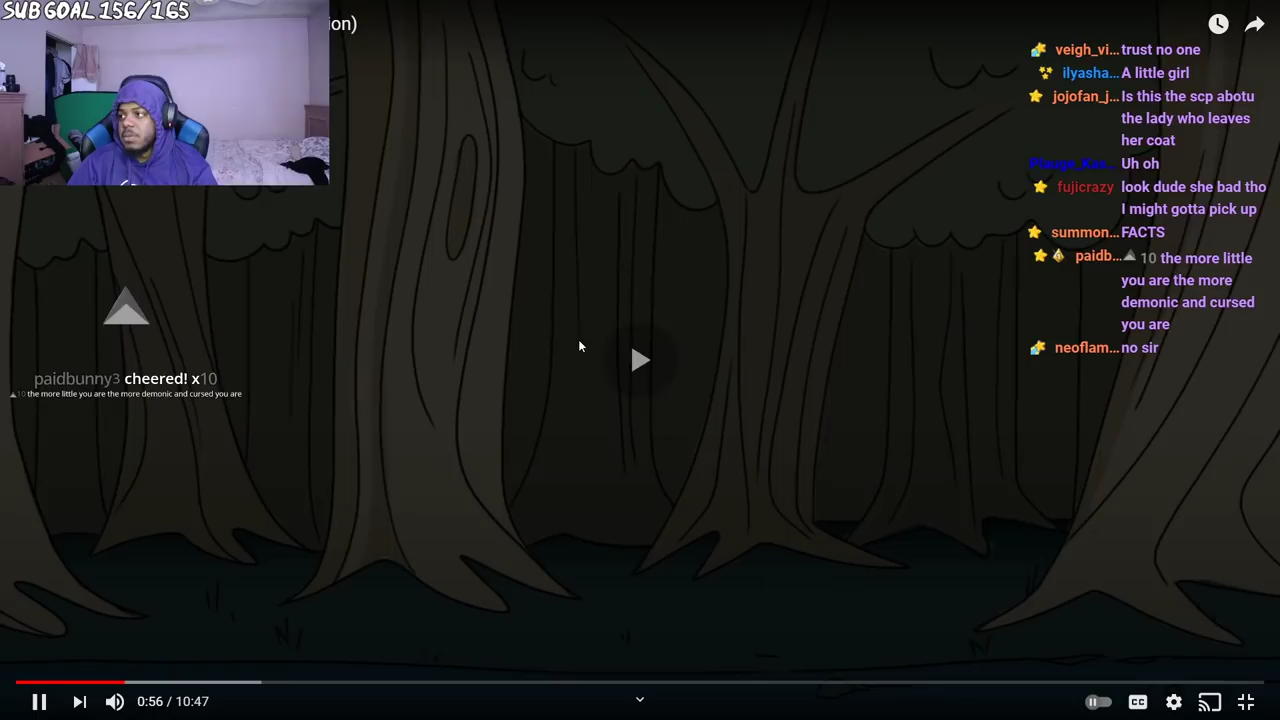 SUB GOAL 156/165
ion)
veigh_vi... trust no one
ilyasha... A little girl
jojofan_j... Is this the scp abotu
the lady who leaves
her coat
Plauge_Kas... Uh oh
fujicrazy look dude she bad tho
I might gotta pick up
summon... FACTS
paidb... 10 the more little
you are the more
demonic and cursed
you are
neoflam... no sir
paidbunny3 cheered! x10
10 the more little you are the more demonic and cursed you are
0:56 / 10:47
CC